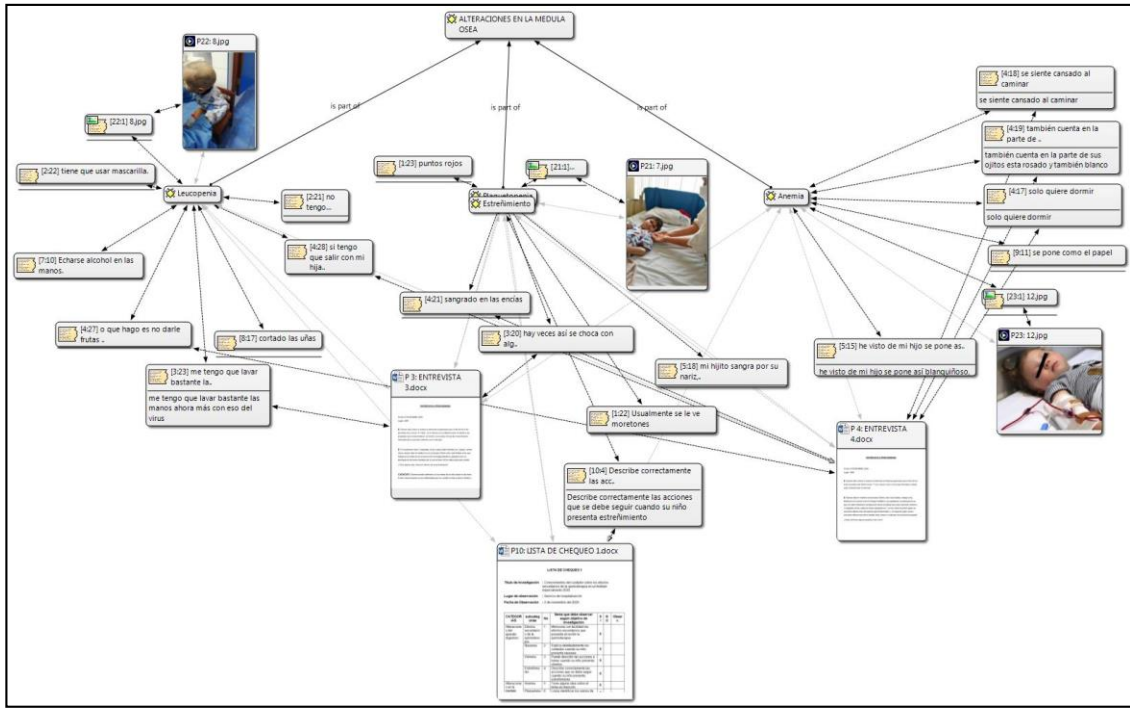 ALTERACIONES EN LA MEDULA
OSEA
P22: 8.jpg
is part of
is part of
is part of
[22:1] 8.jpg
[2:22] tiene que usar mascarilla.
Leucopenia
[2:21] no
tengo...
[7:10] Echarse alcohol en las
manos.
[4:28] si tengo
que salir con mi
hija..
[4:27] o que hago es no darle
frutas ..
[8:17] cortado las uñas
[3:23] me tengo que lavar
bastante la..
me tengo que lavar bastante las
manos ahora más con eso del
virus
[1:23] puntos rojos
[21:1]...
P21: 7.jpg
Estreñimiento
[4:21] sangrado en las encías
[3:20] hay veces así se choca con
alg..
[5:18] mi hijito sangra por su
nariz,.
P 3: ENTREVISTA
3.docx
[1:22] Usualmente se le ve
moretones
[10:4] Describe correctamente
las acc..
Describe correctamente las acciones
que se debe seguir cuando su niño
presenta estreñimiento
P10: LISTA DE CHEQUEO 1.docx
LISTA DE CHEQUEO 1
Anemia
[4:18] se siente cansado al
caminar
se siente cansado al caminar
[4:19] también cuenta en la
parte de ..
también cuenta en la parte de sus
ojitos esta rosado y también blanco
[4:17] solo quiere dormir
solo quiere dormir
[9:11] se pone como el papel
[23:1] 12.jpg
P23: 12.jpg
[5:15] he visto de mi hijo se pone as..
he visto de mi hijo se pone así blanquiñoso,
P 4: ENTREVISTA
4.docx